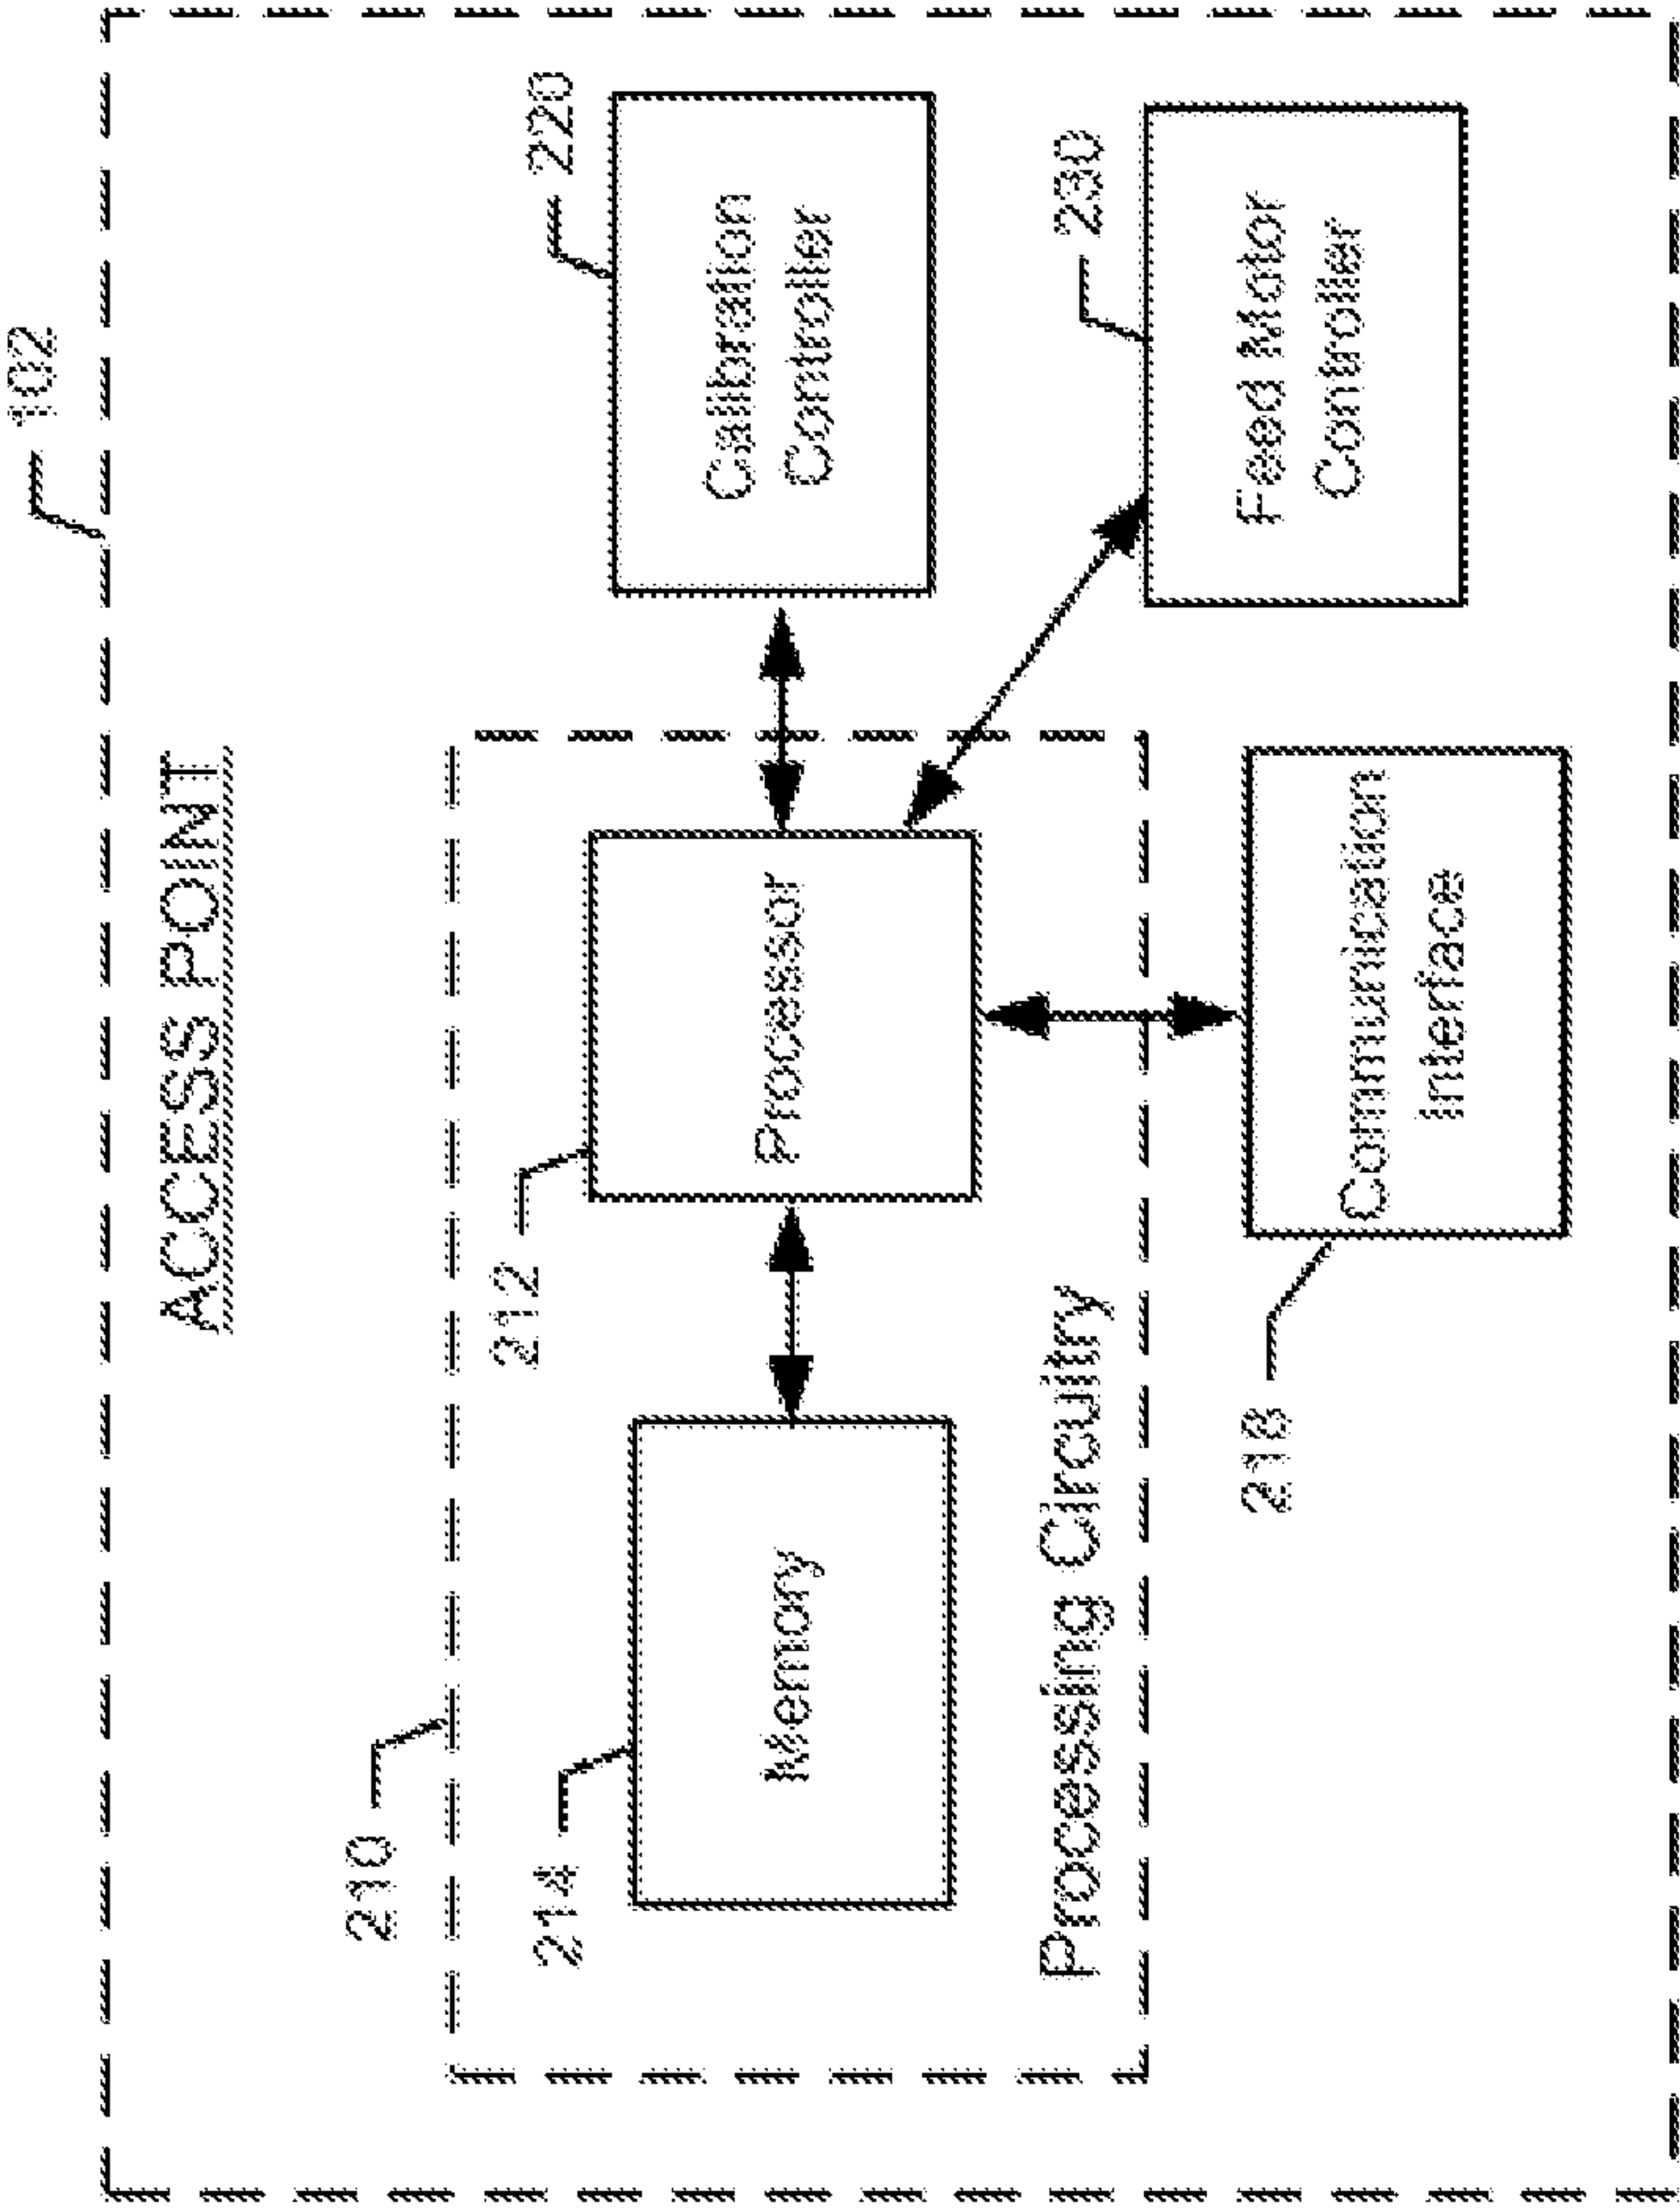 102
ACCESS POINT
210
212
220
214
Memory
Processor
Calibration
Controller
230
Processing Circuitry
Feed Motor
Controller
218
Communication
Interface